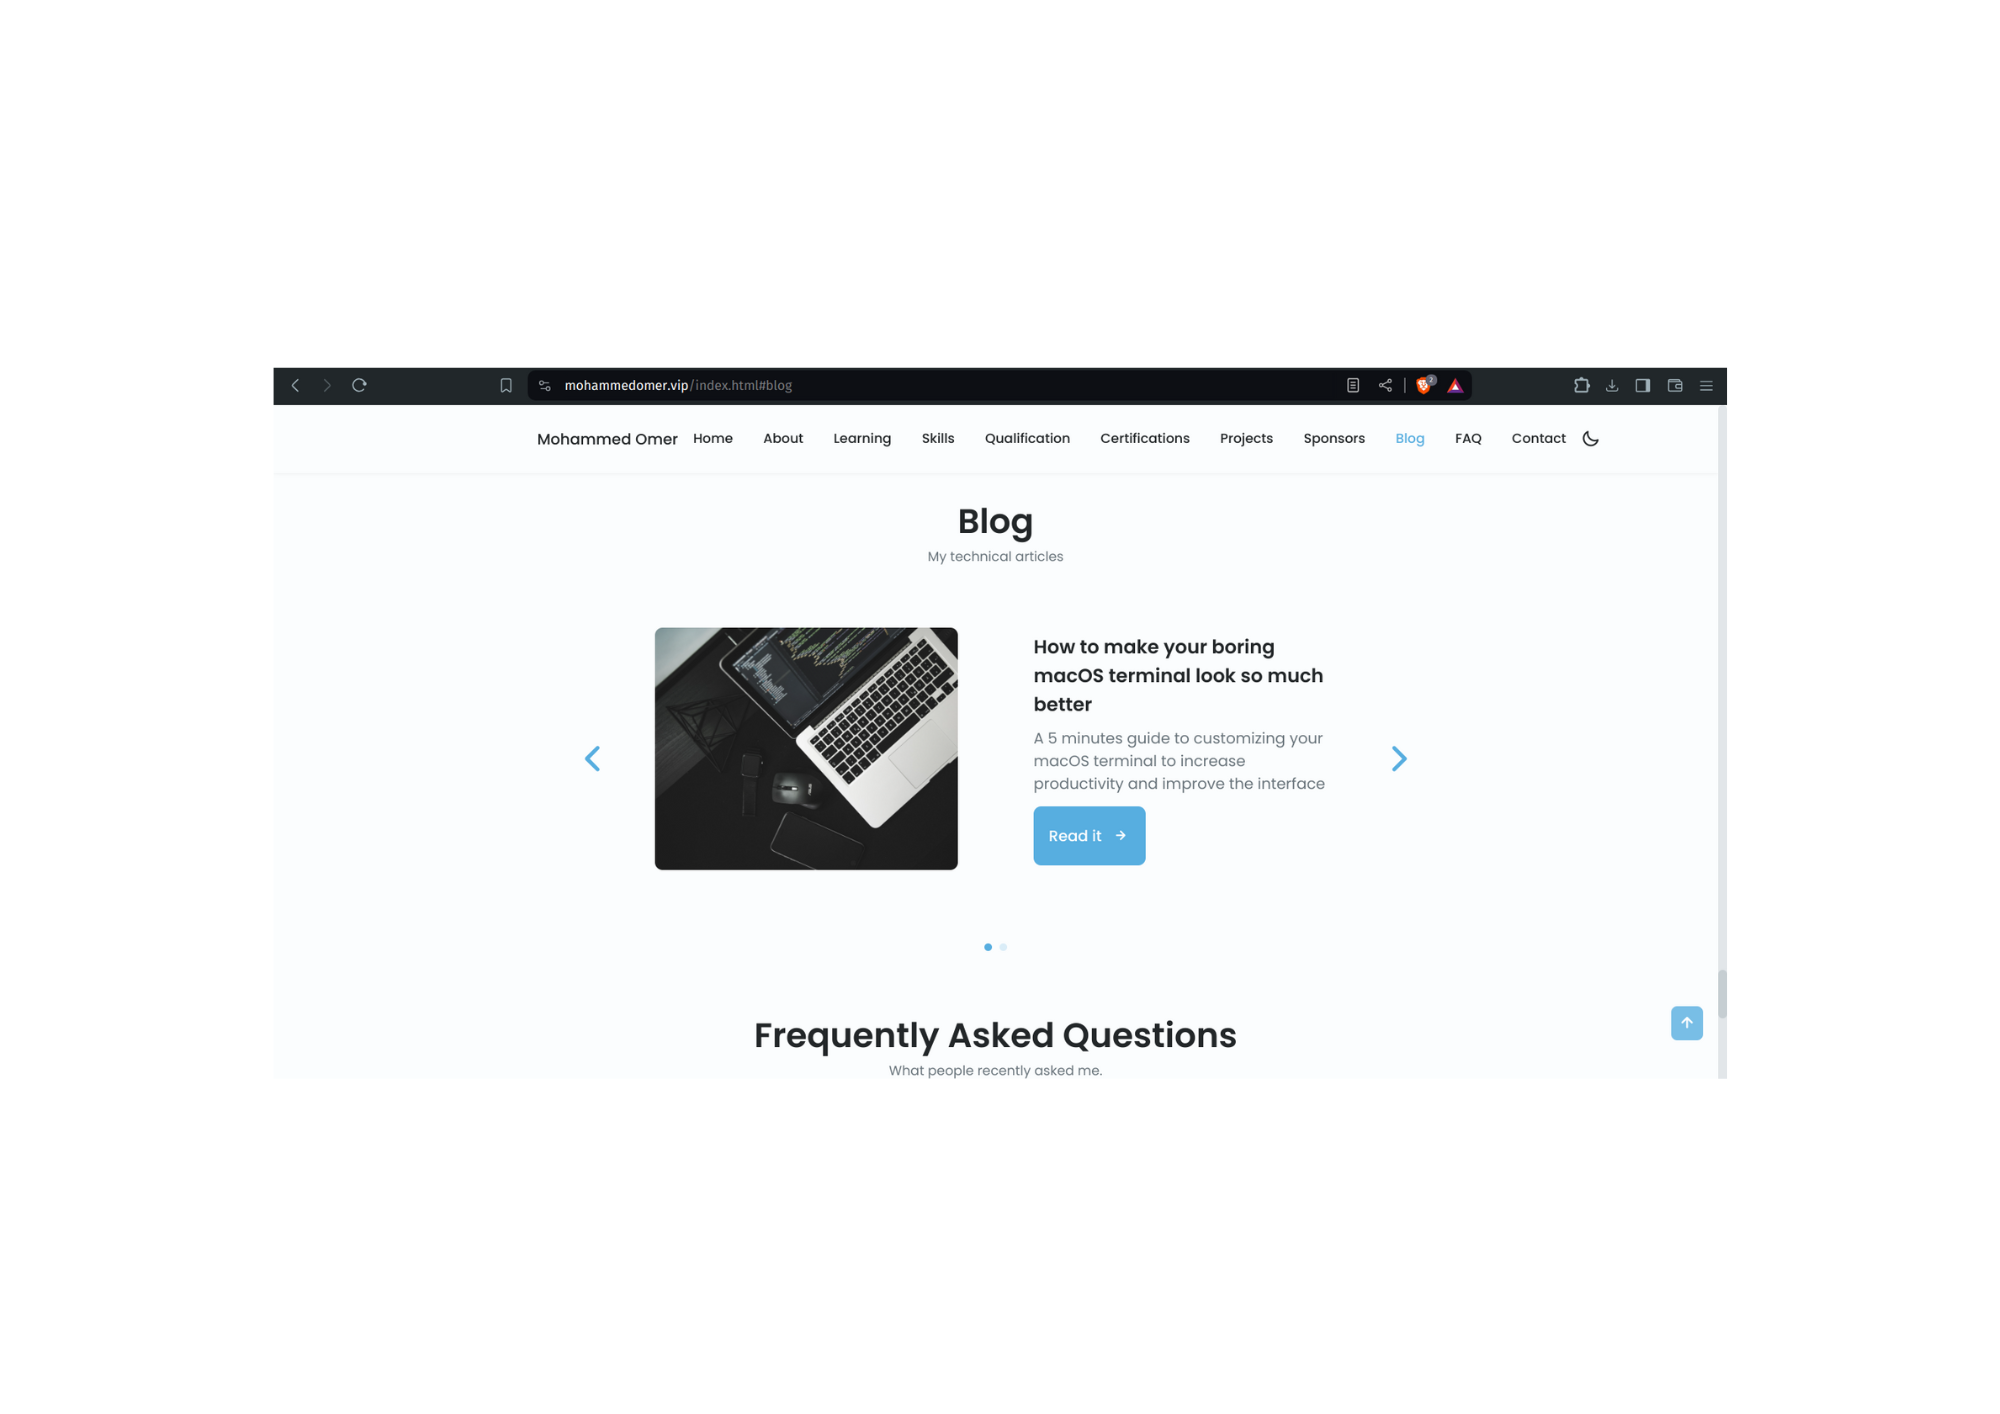 mohammedomer.vip/index.html#blog
2
Mohammed Omer Home About Learning Skills Qualification Certifications Projects Sponsors Blog FAQ Contact
Blog
My technical articles
How to make your boring
macOS terminal look so much
better
A 5 minutes guide to customizing your
macOS terminal to increase
productivity and improve the interface
Read it
Frequently Asked Questions
What people recently asked me.